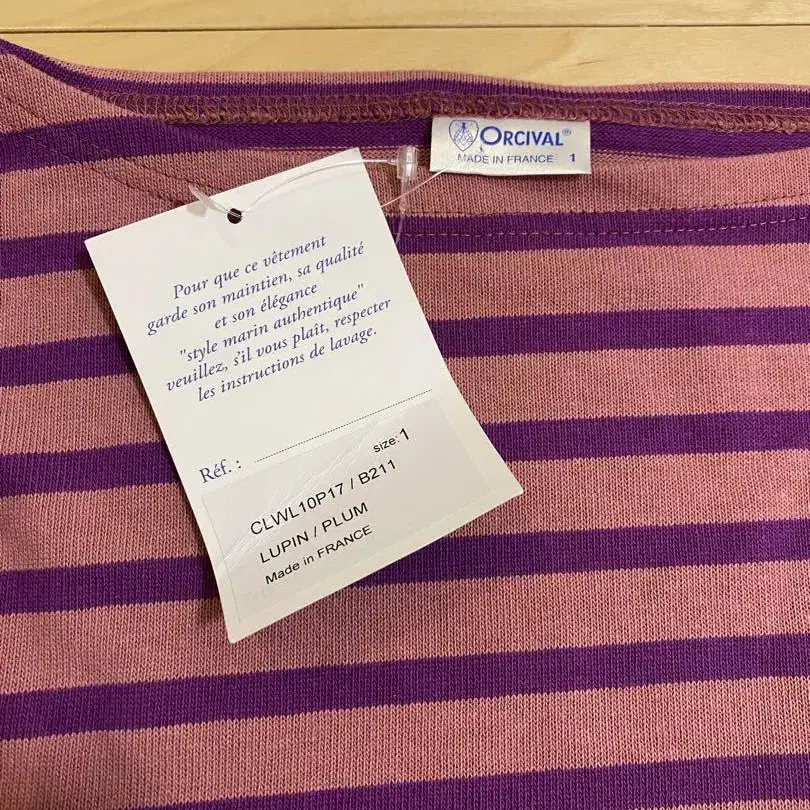 ORCIVAL®
MADE IN FRANCE 1
Pour que ce vêtement
garde son maintien, sa qualité
et son élégance
"style marin authentique"
veuillez, s'il vous plaît, respecter
les instructions de lavage.
Réf. :
size: 1
CLWL10P17 / B211
LUPIN / PLUM
Made in FRANCE